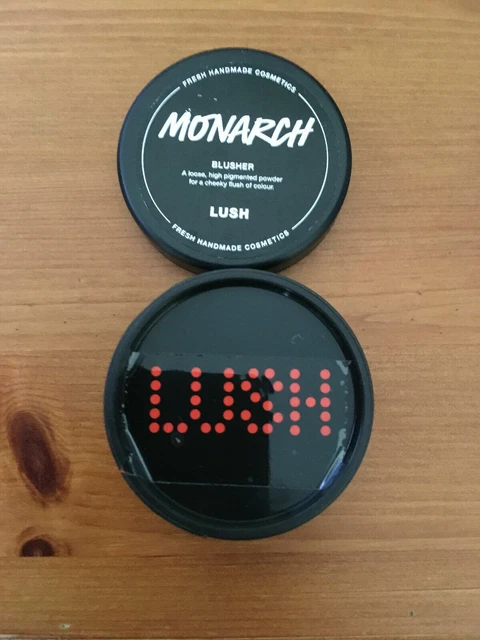 FRESH HANDMADE COSMETICS
MONARCH
BLUSHER
A loose, high pigmented powder
for a cheeky flush of colour.
LUSH
FRESH HANDMADE COSMETICS
LUSH